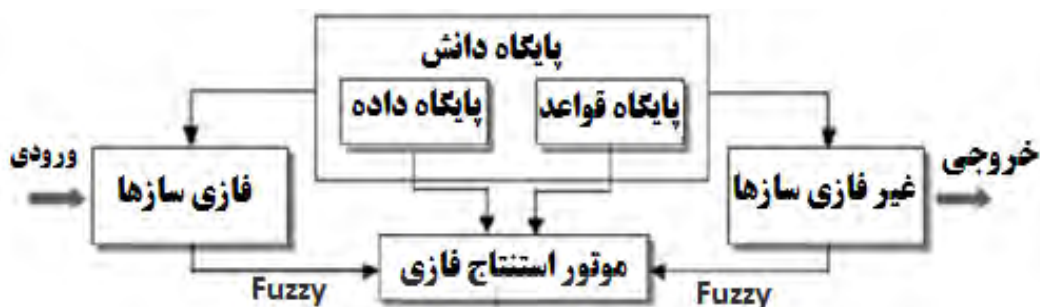 پایگاه دانش
پایگاه قواعد
پایگاه داده
ورودی
فازی سازها
غیر فازی سازها
خروجی
موتور استنتاج فازی
Fuzzy
Fuzzy